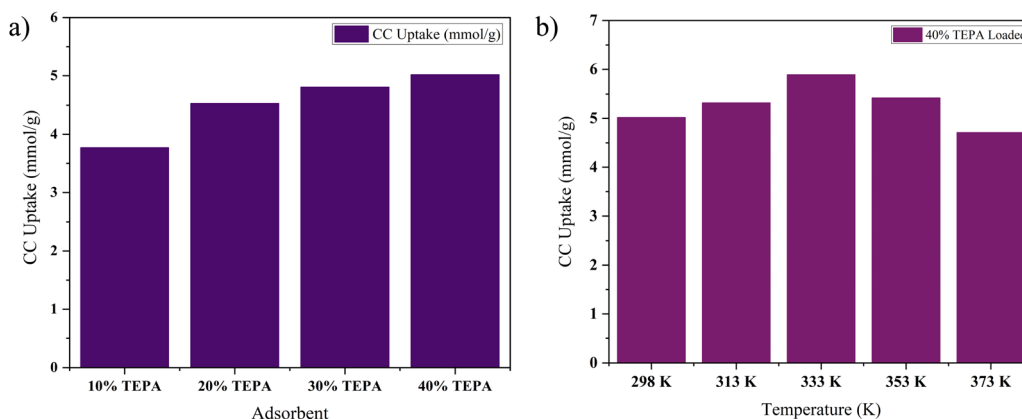 a)
CC Uptake (mmol/g)
6
5
4
3
2
1
0
CC Uptake (mmol/g)
10% TEPA 20% TEPA 30% TEPA 40% TEPA
Adsorbent
b)
40% TEPA Loaded
7
6
5
4
3
2
1
0
CC Uptake (mmol/g)
298 K 313 K 333 K 353 K 373 K
Temperature (K)